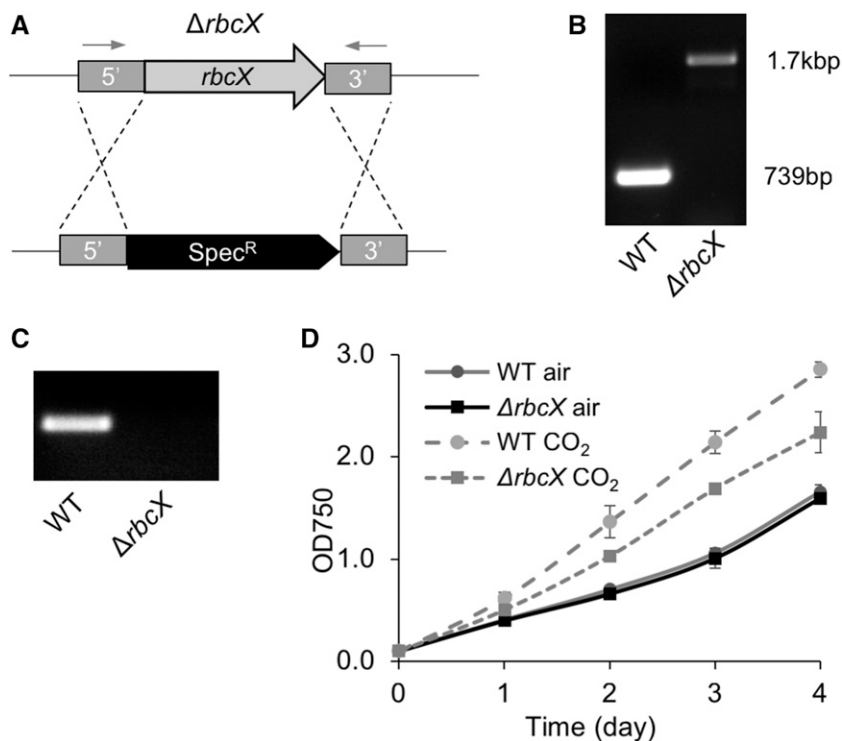 A
ΔrbcX
5’
rbcX
3’
5’
Specᴿ
3’
B
1.7kbp
739bp
WT
ΔrbcX
C
WT
ΔrbcX
D
WT air
ΔrbcX air
WT CO₂
ΔrbcX CO₂
3.0
2.0
1.0
0.0
OD750
0 1 2 3 4
Time (day)